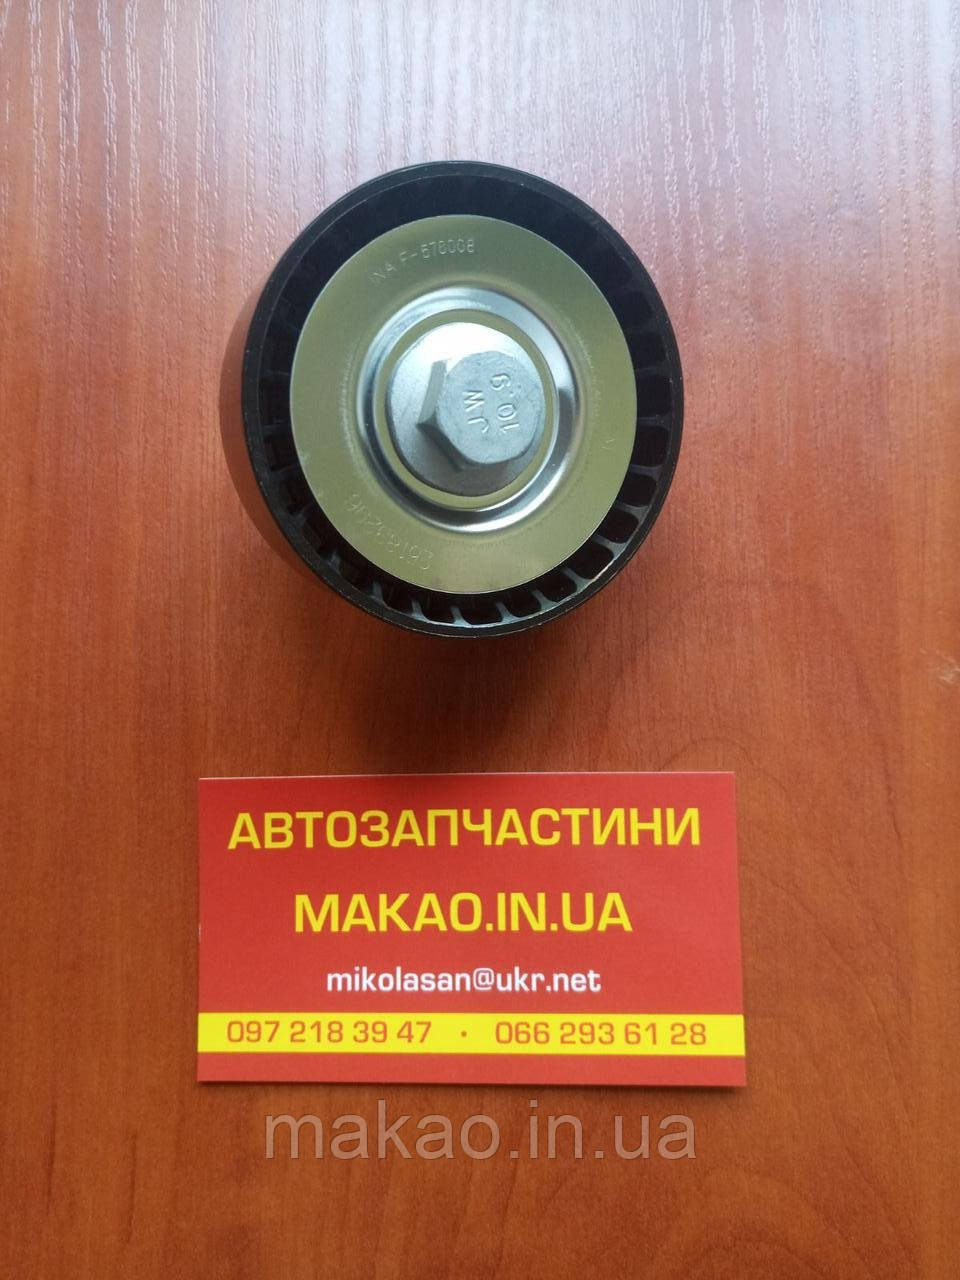 INA F-576008
JW
10.9
АВТОЗАПЧАСТИНИ
MAKAO.IN.UA
mikolasan@ukr.net
097 218 39 47 · 066 293 61 28
makao.in.ua